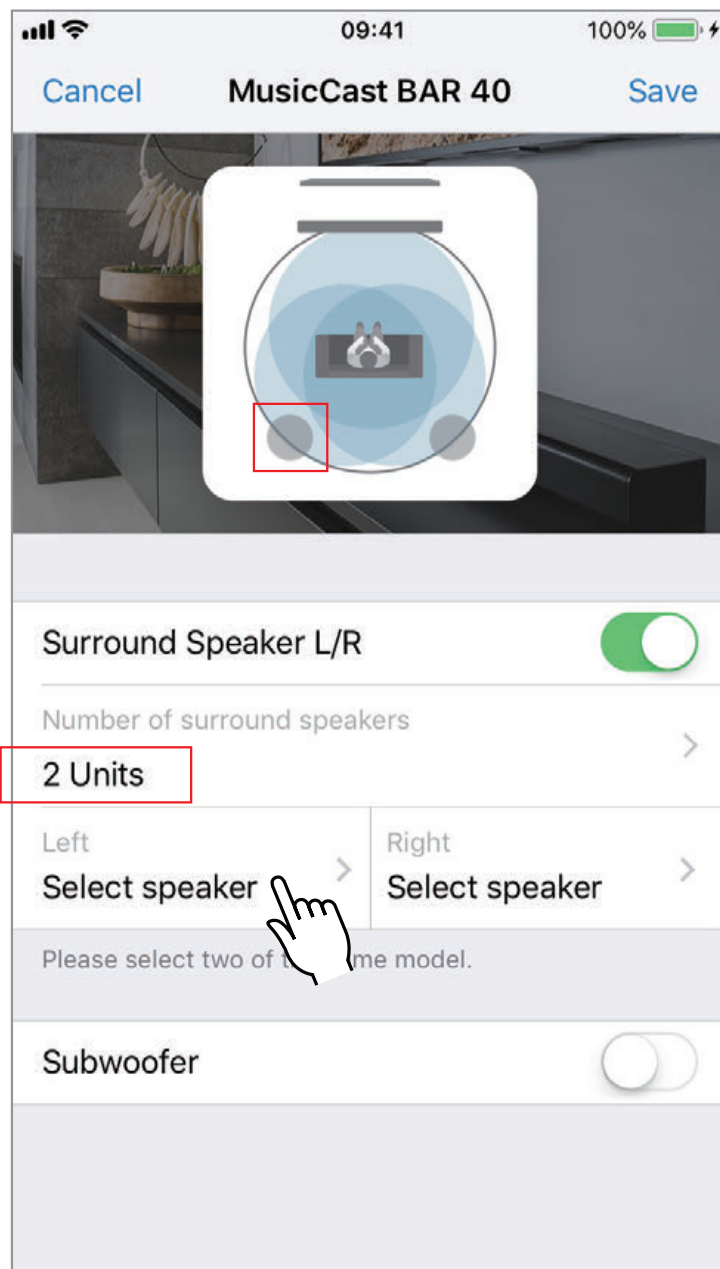 09:41
100%
Cancel
MusicCast BAR 40
Save
Surround Speaker L/R
Number of surround speakers
2 Units
Left
Select speaker
Right
Select speaker
Please select two of t me model.
Subwoofer